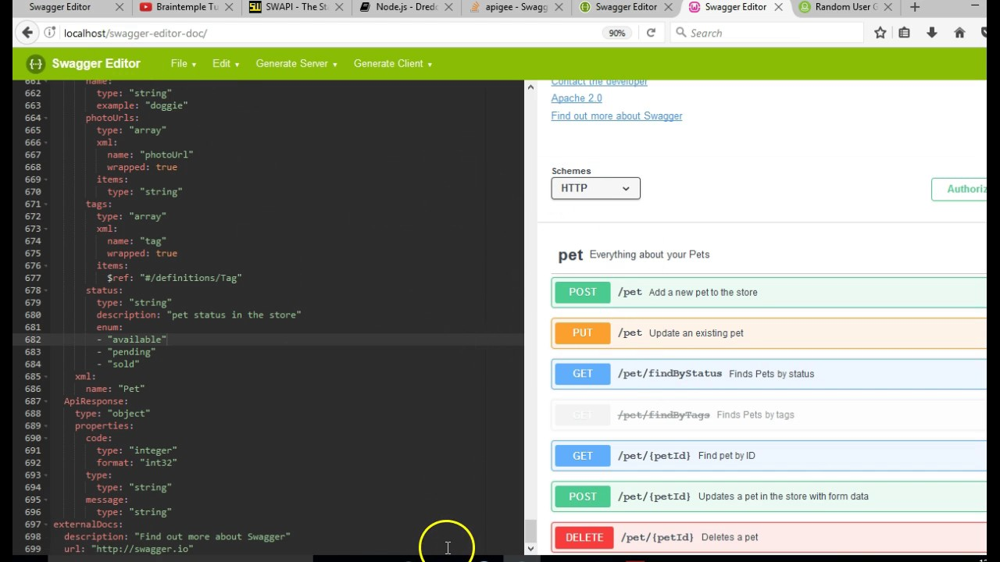 Swagger Editor
Braintemple Tu
SWAPI - The St
Node.js - Dredd
apigee - Swagg
Swagger Editor
Swagger Editor
Random User G
localhost/swagger-editor-doc/
90%
Search
Swagger Editor
File
Edit
Generate Server
Generate Client
661 name:
662 type: "string"
663 example: "doggie"
664 photoUrls:
665 type: "array"
666 xml:
667 name: "photoUrl"
668 wrapped: true
669 items:
670 type: "string"
671 tags:
672 type: "array"
673 xml:
674 name: "tag"
675 wrapped: true
676 items:
677 $ref: "#/definitions/Tag"
678 status:
679 type: "string"
680 description: "pet status in the store"
681 enum:
682 - "available"
683 - "pending"
684 - "sold"
685 xml:
686 name: "Pet"
687 ApiResponse:
688 type: "object"
689 properties:
690 code:
691 type: "integer"
692 format: "int32"
693 type:
694 type: "string"
695 message:
696 type: "string"
697 externalDocs:
698 description: "Find out more about Swagger"
699 url: "http://swagger.io"
Contact the developer
Apache 2.0
Find out more about Swagger
Schemes
HTTP
Authoriz
pet Everything about your Pets
POST /pet Add a new pet to the store
PUT /pet Update an existing pet
GET /pet/findByStatus Finds Pets by status
GET /pet/findByTags Finds Pets by tags
GET /pet/{petId} Find pet by ID
POST /pet/{petId} Updates a pet in the store with form data
DELETE /pet/{petId} Deletes a pet